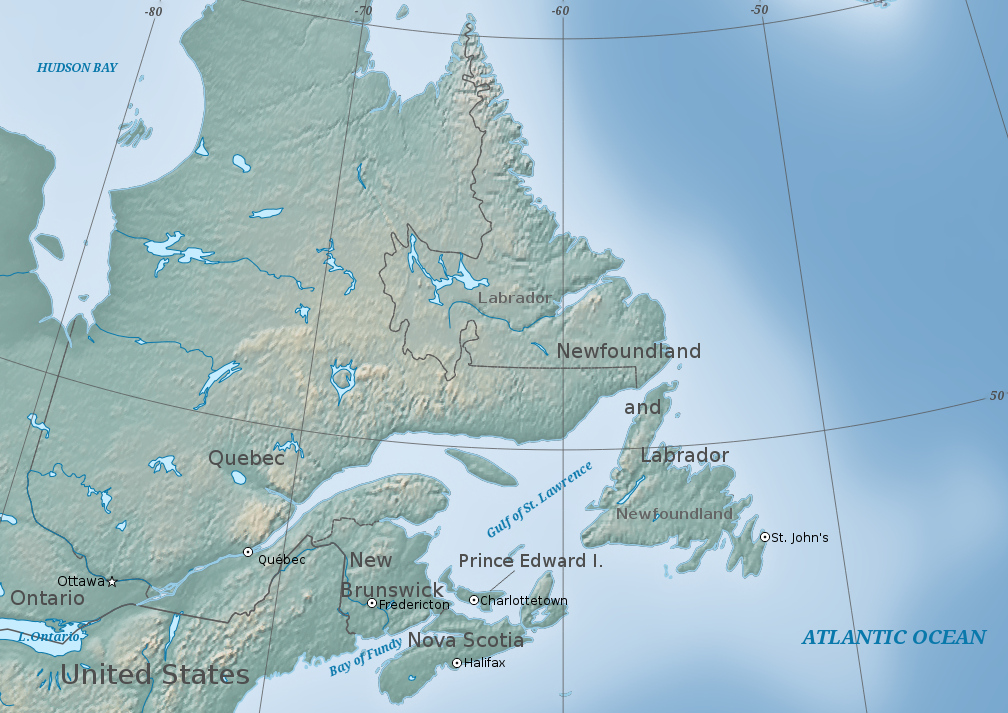 -80
-70
-60
-50
HUDSON BAY
Labrador
Newfoundland
and
Labrador
50
Quebec
Gulf of St. Lawrence
Newfoundland
St. John's
Québec
New
Brunswick
Prince Edward I.
Ottawa
Ontario
Fredericton
Charlottetown
L.Ontario
Bay of Fundy
Nova Scotia
ATLANTIC OCEAN
Halifax
United States